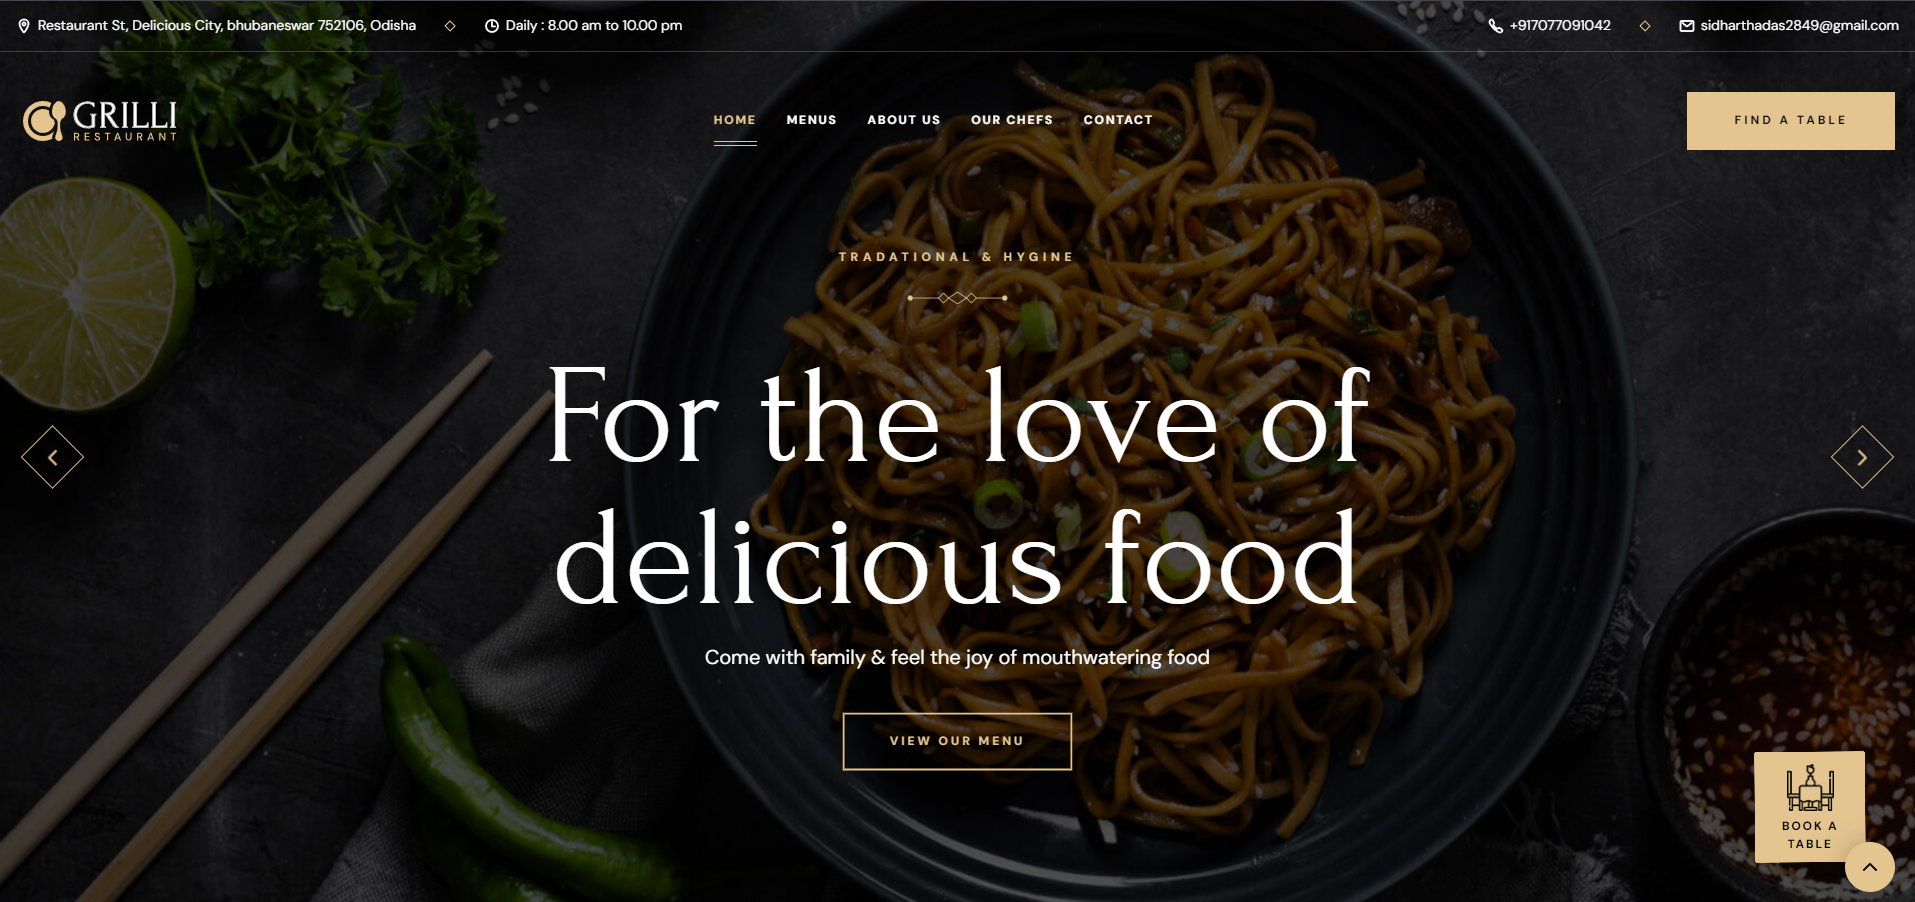 Restaurant St, Delicious City, bhubaneswar 752106, Odisha
Daily : 8.00 am to 10.00 pm
+917077091042
sidharthadas2849@gmail.com
GRILLI
RESTAURANT
HOME
MENUS
ABOUT US
OUR CHEFS
CONTACT
FIND A TABLE
TRADATIONAL & HYGINE
For the love of
delicious food
Come with family & feel the joy of mouthwatering food
VIEW OUR MENU
BOOK A
TABLE